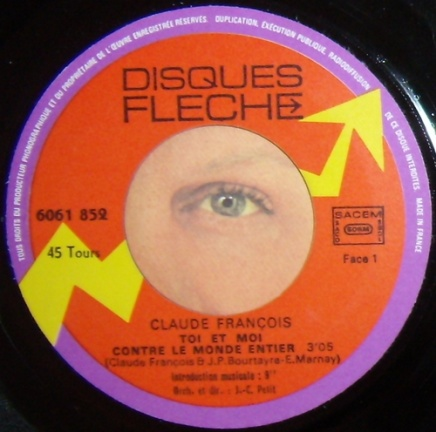 TOUS DROITS DU PRODUCTEUR PHONOGRAPHIQUE ET DU PROPRIÉTAIRE DE L'ŒUVRE ENREGISTRÉE RÉSERVÉS. DUPLICATION, EXÉCUTION PUBLIQUE, RADIODIFFUSION DE CE DISQUE INTERDITES MADE IN FRANCE
DISQUES
FLECHE
6061 852
SACEM
SACD SDRM SGDL
45 Tours
Face 1
CLAUDE FRANÇOIS
TOI ET MOI
CONTRE LE MONDE ENTIER 3'05
(Claude François & J.P. Bourtayre-E. Marnay)
Introduction musicale : 8"
Orch. et Dir. : J.-C. Petit